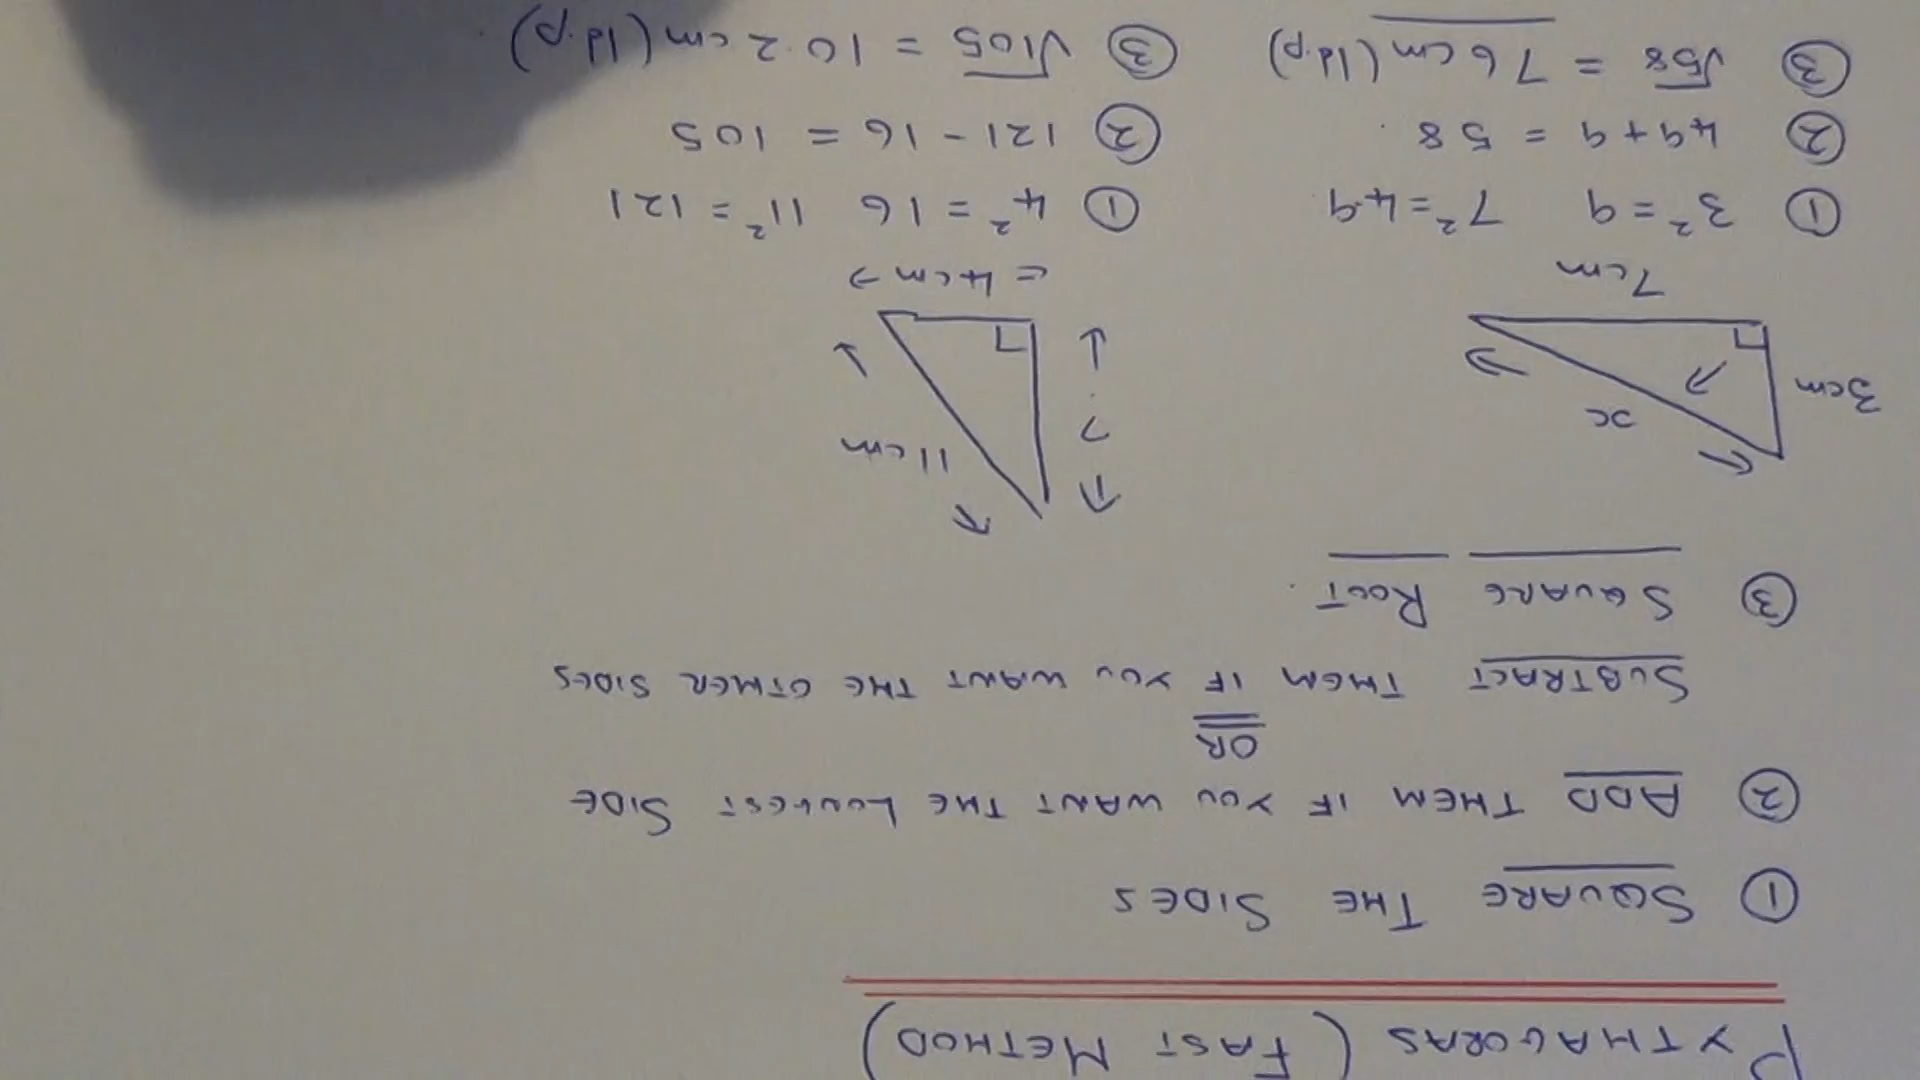 PYTHAGORAS (FAST METHOD)
① SQUARE THE SIDES
② ADD THEM IF YOU WANT THE LONGEST SIDE
OR
SUBTRACT THEM IF YOU WANT THE OTHER SIDES
③ SQUARE ROOT.
3cm
x
7cm
① 3² = 9 7² = 49
② 49 + 9 = 58
③ √58 = 7 6 cm (1d.p)
?
11cm
← 4cm →
① 4² = 16 11² = 121
② 121 - 16 = 105
③ √105 = 10.2 cm (1d.p)